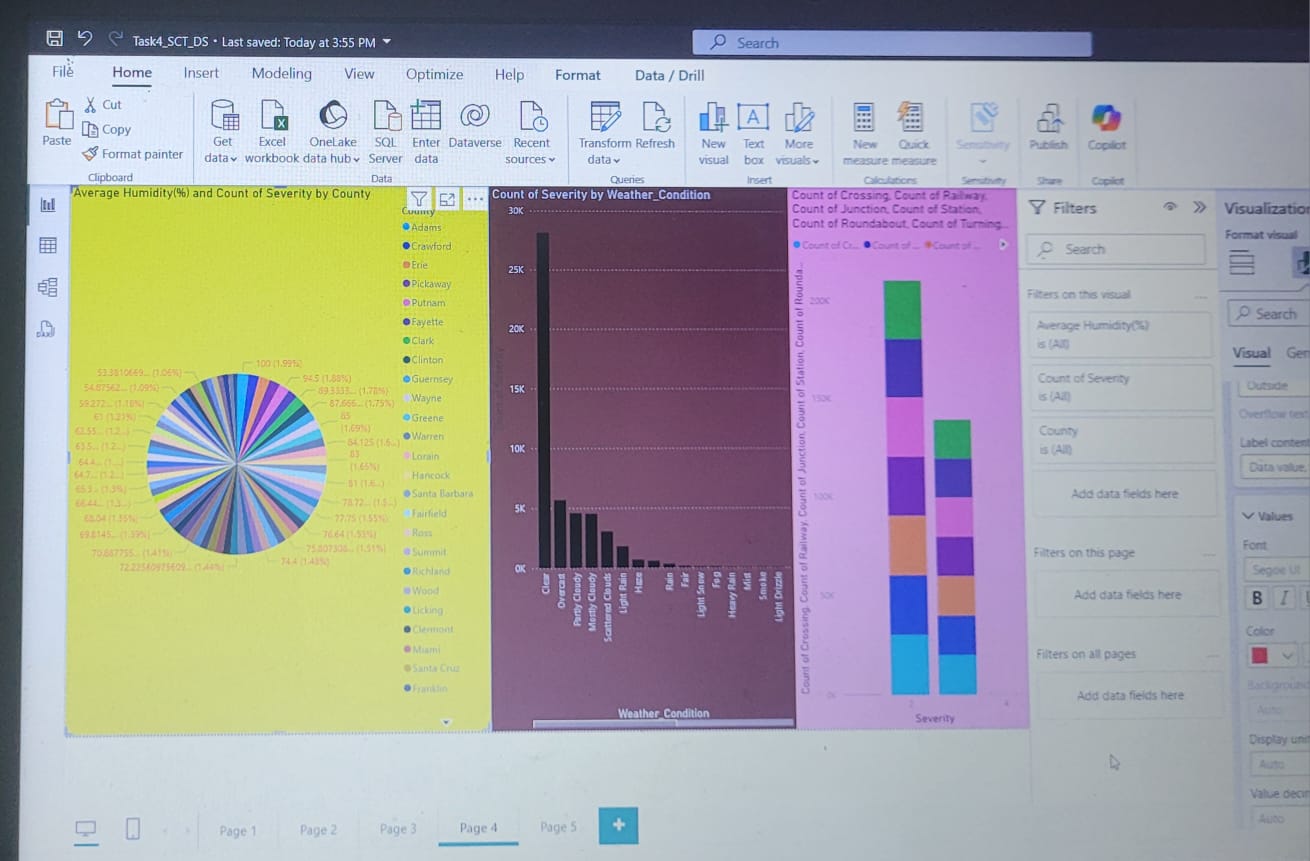 Task4_SCT_DS • Last saved: Today at 3:55 PM
Search
File Home Insert Modeling View Optimize Help Format Data / Drill
Paste
Cut
Copy
Format painter
Clipboard
Get data
Excel workbook
OneLake data hub
SQL Server
Enter data
Dataverse
Recent sources
Data
Transform data
Refresh
Queries
New visual
Text box
More visuals
Insert
New measure
Quick measure
Calculations
Sensitivity
Sensitivity
Publish
Share
Copilot
Copilot
Average Humidity(%) and Count of Severity by County
County
Adams
Crawford
Erie
Pickaway
Putnam
Fayette
Clark
Clinton
Guernsey
Wayne
Greene
Warren
Lorain
Hancock
Santa Barbara
Fairfield
Ross
Summit
Richland
Wood
Licking
Clermont
Miami
Santa Cruz
Franklin
100 (1.99%)
94.5 (1.88%)
89.3333... (1.78%)
87.666... (1.75%)
85
(1.69%)
84.125 (1.6...)
83
(1.65%)
81 (1.6...)
78.72... (1.5...)
77.75 (1.55%)
76.64 (1.53%)
75.807308... (1.51%)
74.4 (1.48%)
72.22580975609... (1.44%)
70.887755... (1.41%)
69.8145... (1.39%)
68.04 (1.35%)
66.44... (1.3...)
65.3... (1.3%)
64.7... (1.2...)
64.4... (1....)
63.5... (1.2...)
62.55... (1.2...)
61 (1.21%)
59.272... (1.18%)
54.87562... (1.09%)
53.3810669... (1.06%)
Count of Severity by Weather_Condition
30K
25K
20K
15K
10K
5K
0K
Clear
Overcast
Partly Cloudy
Mostly Cloudy
Scattered Clouds
Light Rain
Haze
Rain
Fair
Light Snow
Fog
Heavy Rain
Mist
Smoke
Light Drizzle
Weather_Condition
Count of Crossing, Count of Railway,
Count of Junction, Count of Station,
Count of Roundabout, Count of Turning...
Count of Cr... Count of ... Count of ...
Count of Crossing, Count of Railway, Count of Junction, Count of Station, Count of Rounda...
200K
150K
100K
50K
0K
2
4
Severity
Filters
Search
Filters on this visual
Average Humidity(%)
is (All)
Count of Severity
is (All)
County
is (All)
Add data fields here
Filters on this page
Add data fields here
Filters on all pages
Add data fields here
Visualizatio
Format visual
Search
Visual Gen
Outside
Overflow text
Label content
Data value,
Values
Font
Segoe UI
B I U
Color
Background
Auto
Display uni
Auto
Value decim
Auto
Page 1 Page 2 Page 3 Page 4 Page 5 +